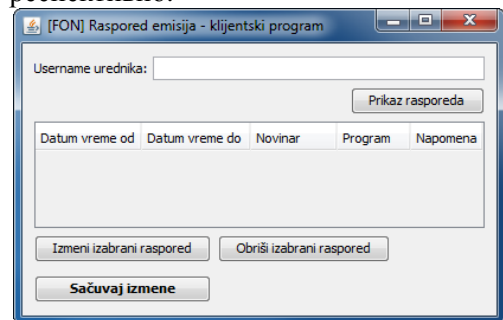 [FON] Raspored emisija - klijentski program
Username urednika:
Prikaz rasporeda
Datum vreme od Datum vreme do Novinar Program Napomena
Izmeni izabrani raspored Obriši izabrani raspored
Sačuvaj izmene